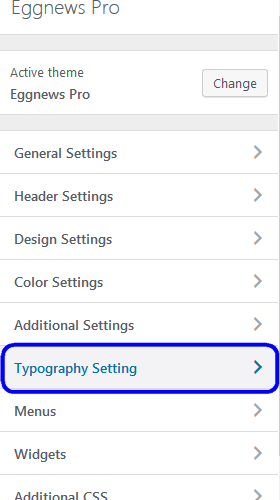 Eggnews Pro
Active theme
Eggnews Pro
Change
General Settings
Header Settings
Design Settings
Color Settings
Additional Settings
Typography Setting
Menus
Widgets
Additional CSS